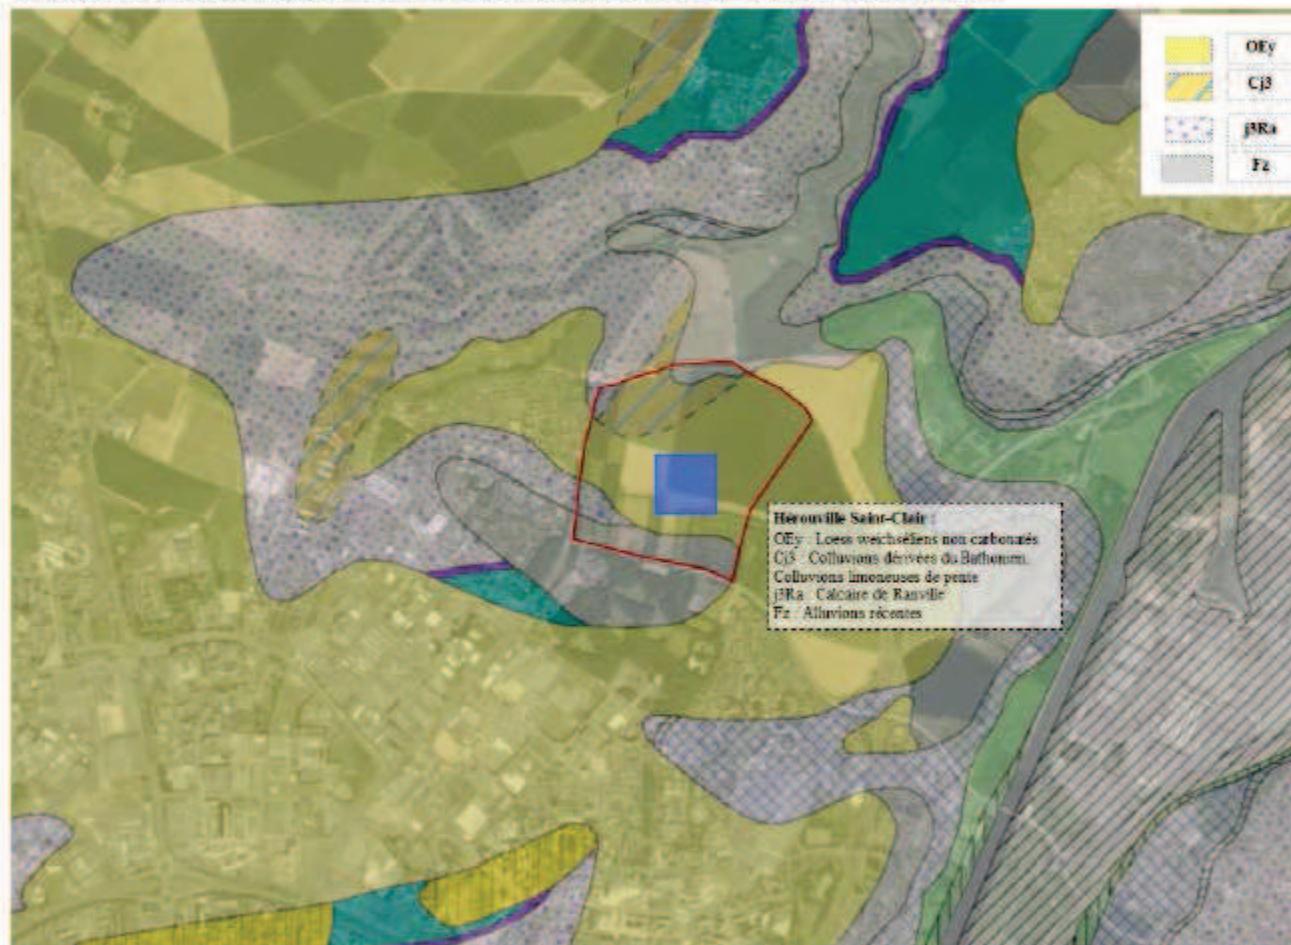 OEy
Cj3
j3Ra
Fz
Hérouville Saint-Clair :
OEy : Loess weichséliens non carbonatés
Cj3 : Colluvions dérivées du Bathonien,
Colluvions limoneuses de pente
j3Ra : Calcaire de Ranville
Fz : Alluvions récentes